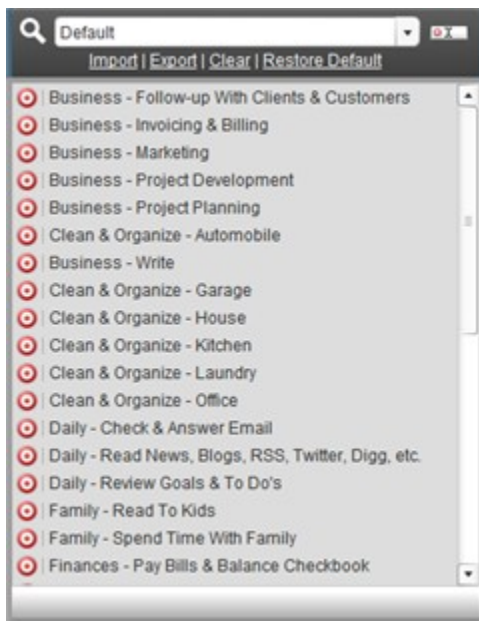 Default
Import | Export | Clear | Restore Default
Business - Follow-up With Clients & Customers
Business - Invoicing & Billing
Business - Marketing
Business - Project Development
Business - Project Planning
Clean & Organize - Automobile
Business - Write
Clean & Organize - Garage
Clean & Organize - House
Clean & Organize - Kitchen
Clean & Organize - Laundry
Clean & Organize - Office
Daily - Check & Answer Email
Daily - Read News, Blogs, RSS, Twitter, Digg, etc.
Daily - Review Goals & To Do's
Family - Read To Kids
Family - Spend Time With Family
Finances - Pay Bills & Balance Checkbook